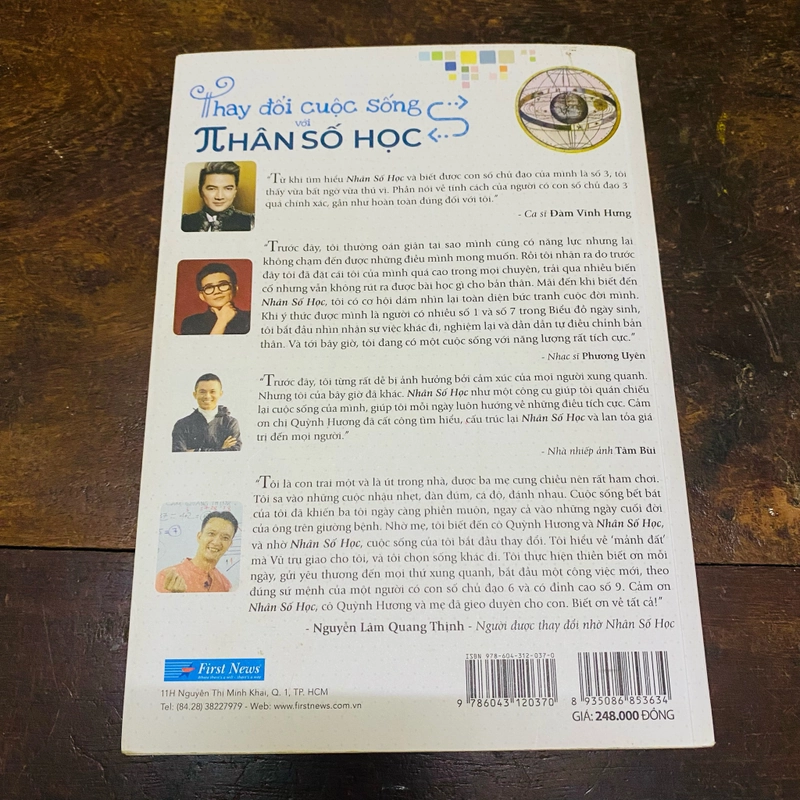 Thay đổi cuộc sống
với
NHÂN SỐ HỌC
"Từ khi tìm hiểu Nhân Số Học và biết được con số chủ đạo của mình là số 3, tôi
thấy vừa bất ngờ vừa thú vị. Phần nói về tính cách của người có con số chủ đạo 3
quá chính xác, gần như hoàn toàn đúng đối với tôi."
- Ca sĩ Đàm Vĩnh Hưng
"Trước đây, tôi thường oán giận tại sao mình cũng có năng lực nhưng lại
không chạm đến được những điều mình mong muốn. Rồi tôi nhận ra do trước
đây tôi đã đặt cái tôi của mình quá cao trong mọi chuyện, trải qua nhiều biến
cố nhưng vẫn không rút ra được bài học gì cho bản thân. Mãi đến khi biết đến
Nhân Số Học, tôi có cơ hội dám nhìn lại toàn diện bức tranh cuộc đời mình.
Khi ý thức được mình là người có nhiều số 1 và số 7 trong Biểu đồ ngày sinh,
tôi bắt đầu nhìn nhận sự việc khác đi, nghiệm lại và dần dần tự điều chỉnh bản
thân. Và tới bây giờ, tôi đang có một cuộc sống với năng lượng rất tích cực."
- Nhạc sĩ Phương Uyên
"Trước đây, tôi từng rất dễ bị ảnh hưởng bởi cảm xúc của mọi người xung quanh.
Nhưng tôi của bây giờ đã khác. Nhân Số Học như một công cụ giúp tôi quán chiếu
lại cuộc sống của mình, giúp tôi mỗi ngày luôn hướng về những điều tích cực. Cảm
ơn chị Quỳnh Hương đã cất công tìm hiểu, cấu trúc lại Nhân Số Học và lan tỏa giá
trị đến mọi người."
- Nhà nhiếp ảnh Tâm Bùi
"Tôi là con trai một và là út trong nhà, được ba mẹ cưng chiều nên rất ham chơi.
Tôi sa vào những cuộc nhậu nhẹt, đàn đúm, cá độ, đánh nhau. Cuộc sống bết bát
của tôi đã khiến ba tôi ngày càng phiền muộn, ngay cả vào những ngày cuối đời
của ông trên giường bệnh. Nhờ mẹ, tôi biết đến cô Quỳnh Hương và Nhân Số Học,
và nhờ Nhân Số Học, cuộc sống của tôi bắt đầu thay đổi. Tôi hiểu về 'mảnh đất'
mà Vũ trụ giao cho tôi, và tôi chọn sống khác đi. Tôi thực hiện thiền biết ơn mỗi
ngày, gửi yêu thương đến mọi thứ xung quanh, bắt đầu một công việc mới, theo
đúng sứ mệnh của một người có con số chủ đạo 6 và có đỉnh cao số 9. Cảm ơn
Nhân Số Học, cô Quỳnh Hương và mẹ đã gieo duyên cho con. Biết ơn về tất cả!"
- Nguyễn Lâm Quang Thịnh - Người được thay đổi nhờ Nhân Số Học
First News
11H Nguyễn Thị Minh Khai, Q. 1, TP. HCM
Tel: (84.28) 38227979 - Web: www.firstnews.com.vn
ISBN 978-604-312-037-0
9 786043 120370
8 935086 853634
GIÁ: 248.000 ĐỒNG